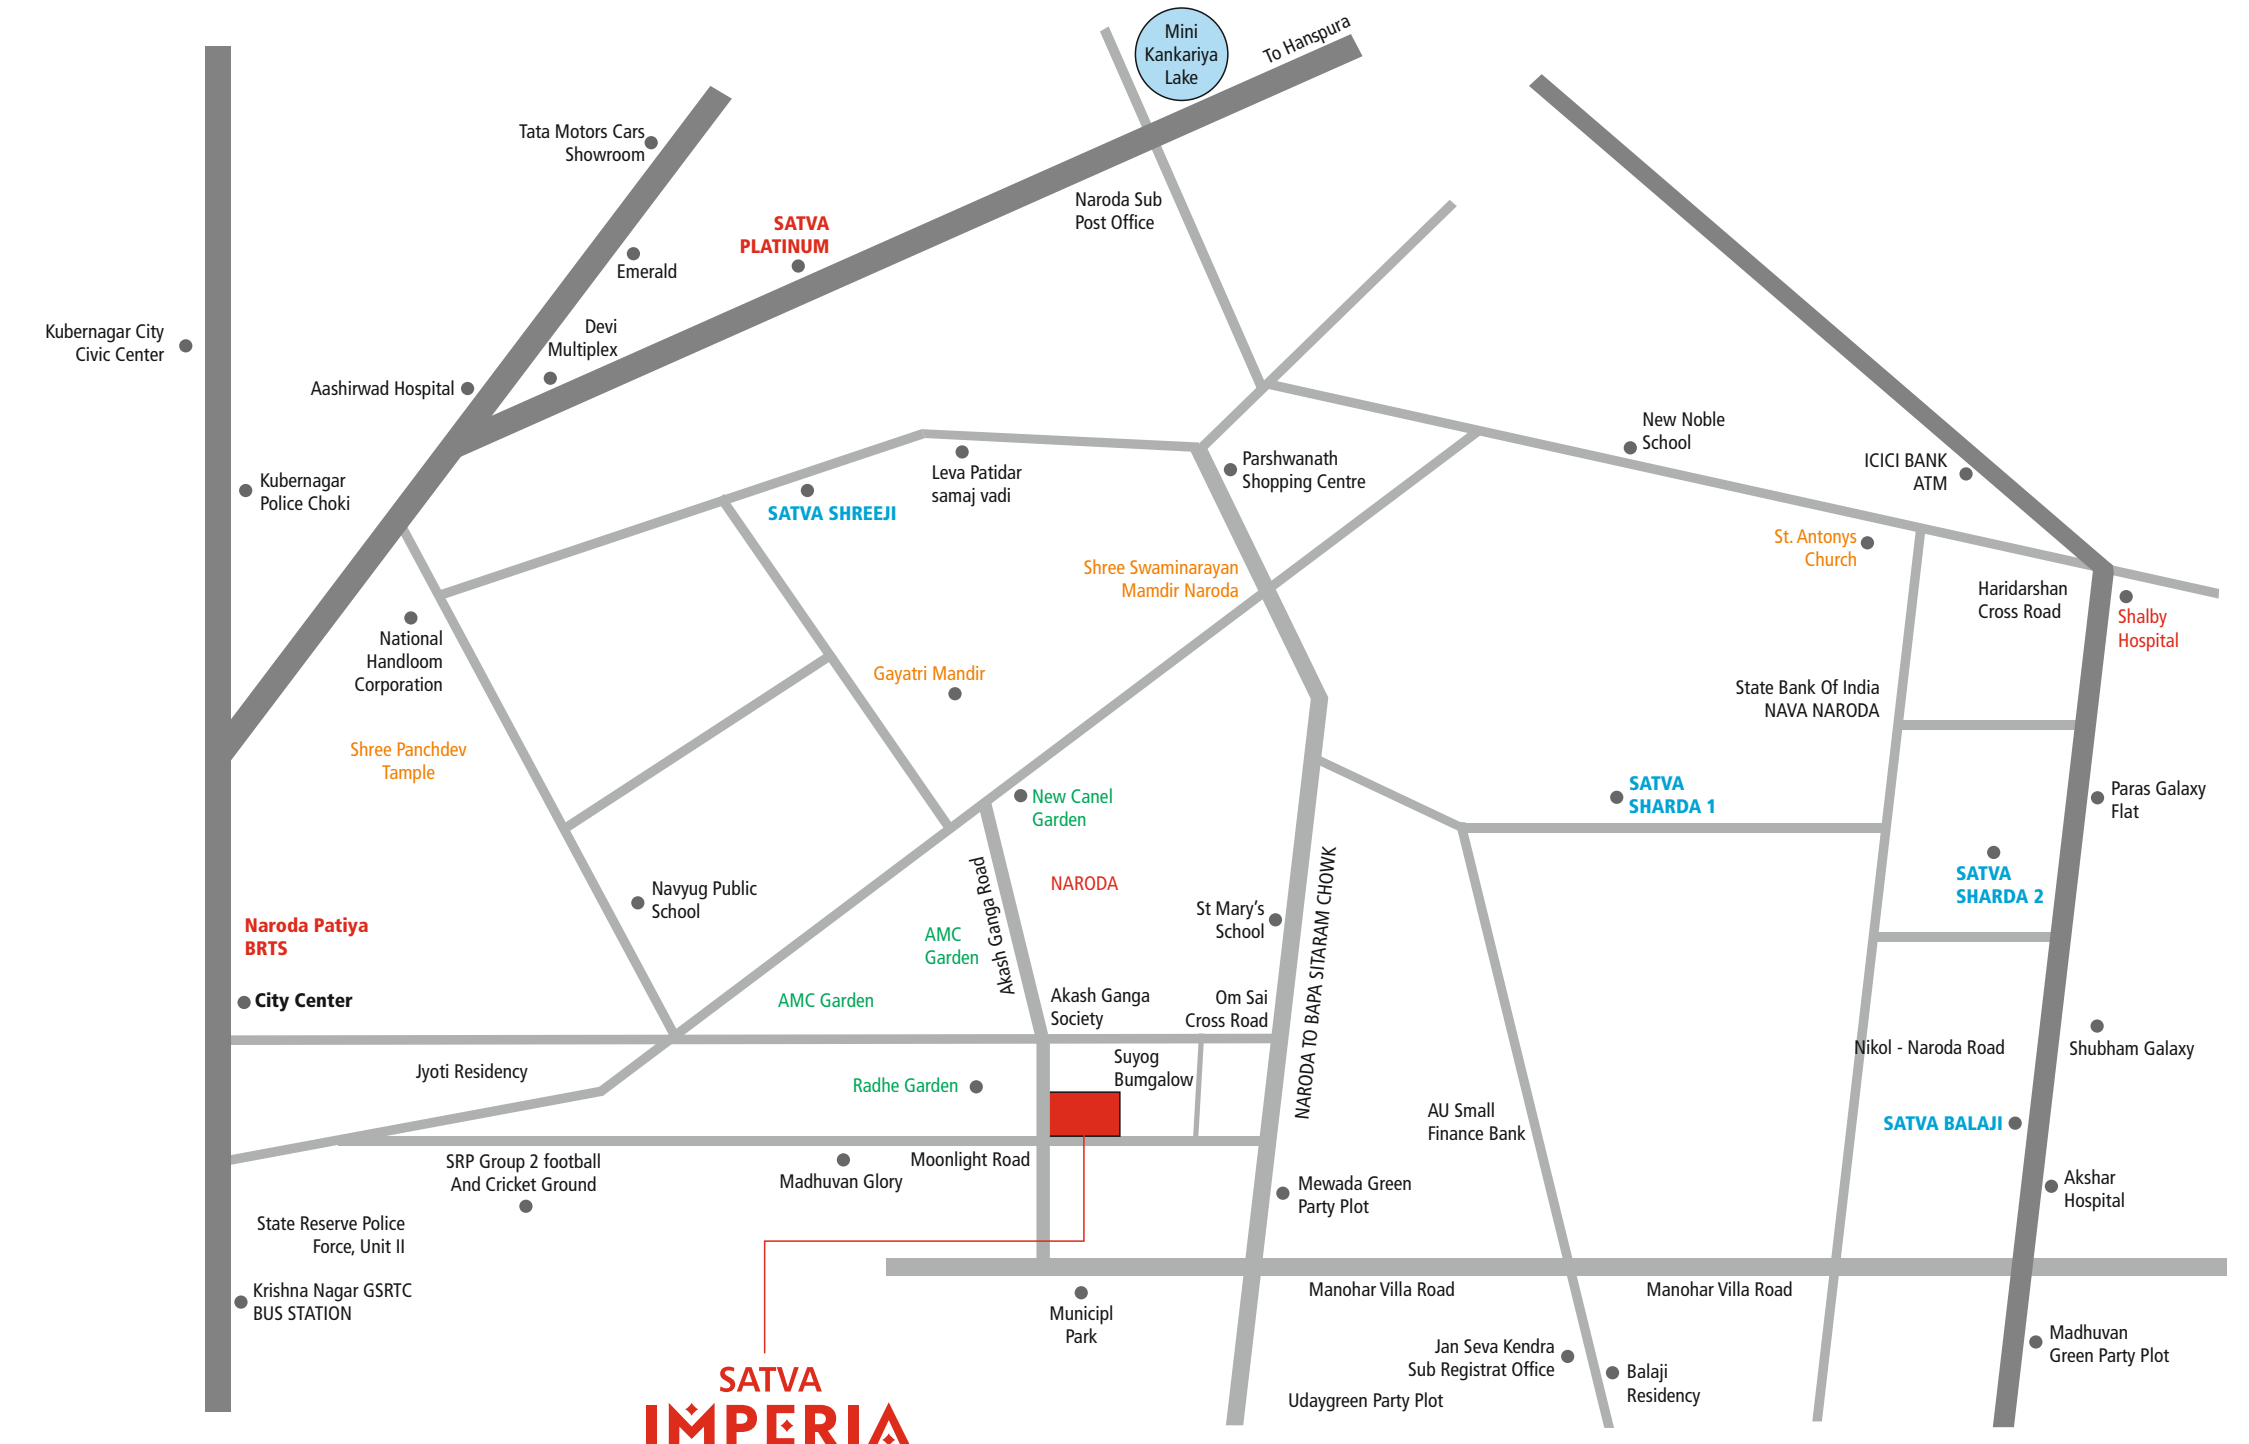 Mini
Kankariya
Lake
To Hanspura
Tata Motors Cars
Showroom
Naroda Sub
Post Office
SATVA
PLATINUM
Emerald
Kubernagar City
Civic Center
Devi
Multiplex
Aashirwad Hospital
New Noble
School
Parshwanath
Shopping Centre
ICICI BANK
ATM
Leva Patidar
samaj vadi
Kubernagar
Police Choki
SATVA SHREEJI
St. Antonys
Church
Shree Swaminarayan
Mamdir Naroda
Haridarshan
Cross Road
Shalby
Hospital
National
Handloom
Corporation
Gayatri Mandir
State Bank Of India
NAVA NARODA
Shree Panchdev
Tample
SATVA
SHARDA 1
Paras Galaxy
Flat
New Canel
Garden
Akash Ganga Road
NARODA
NARODA TO BAPA SITARAM CHOWK
SATVA
SHARDA 2
Navyug Public
School
St Mary's
School
Naroda Patiya
BRTS
AMC
Garden
City Center
AMC Garden
Akash Ganga
Society
Om Sai
Cross Road
Jyoti Residency
Suyog
Bumgalow
Nikol - Naroda Road
Shubham Galaxy
Radhe Garden
AU Small
Finance Bank
SATVA BALAJI
SRP Group 2 football
And Cricket Ground
Madhuvan Glory
Moonlight Road
Mewada Green
Party Plot
Akshar
Hospital
State Reserve Police
Force, Unit II
Krishna Nagar GSRTC
BUS STATION
Manohar Villa Road
Manohar Villa Road
Municipl
Park
Jan Seva Kendra
Sub Registrat Office
Madhuvan
Green Party Plot
Balaji
Residency
Udaygreen Party Plot
SATVA
IMPERIA